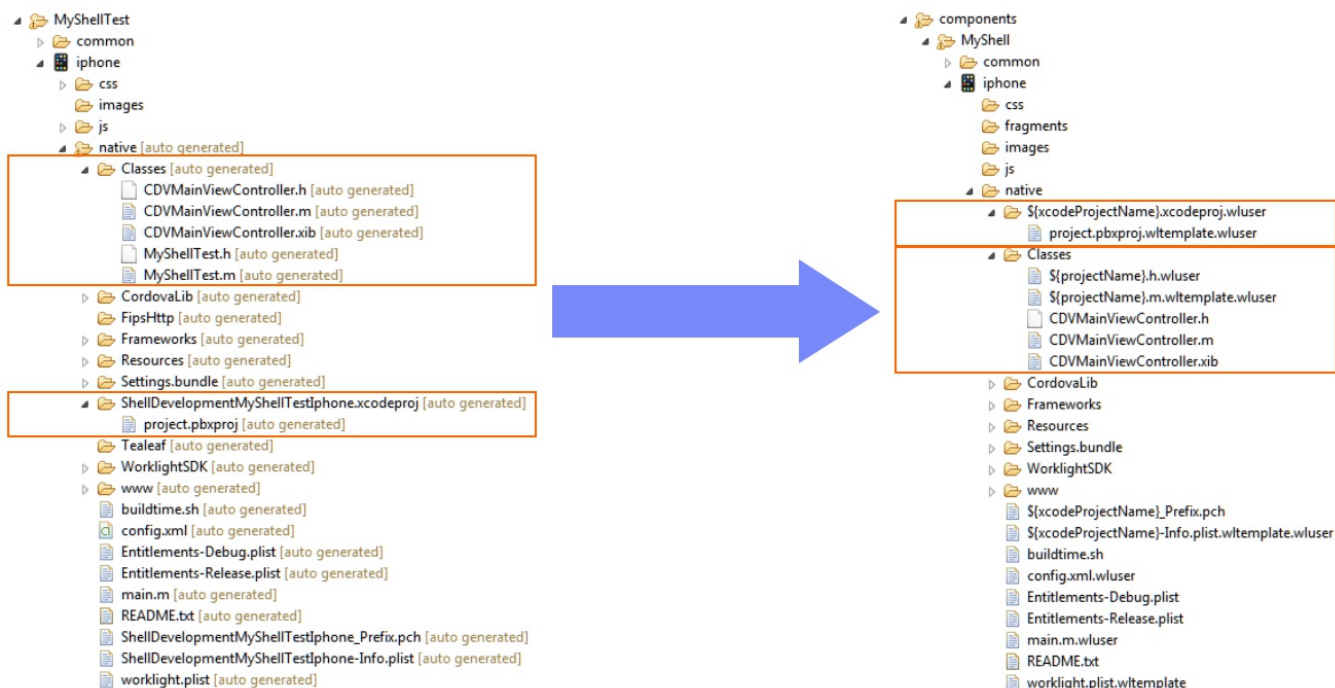 MyShellTest
common
iphone
css
images
js
native [auto generated]
Classes [auto generated]
CDVMainViewController.h [auto generated]
CDVMainViewController.m [auto generated]
CDVMainViewController.xib [auto generated]
MyShellTest.h [auto generated]
MyShellTest.m [auto generated]
CordovaLib [auto generated]
FipsHttp [auto generated]
Frameworks [auto generated]
Resources [auto generated]
Settings.bundle [auto generated]
ShellDevelopmentMyShellTestIphone.xcodeproj [auto generated]
project.pbxproj [auto generated]
Tealeaf [auto generated]
WorklightSDK [auto generated]
www [auto generated]
buildtime.sh [auto generated]
config.xml [auto generated]
Entitlements-Debug.plist [auto generated]
Entitlements-Release.plist [auto generated]
main.m [auto generated]
README.txt [auto generated]
ShellDevelopmentMyShellTestIphone_Prefix.pch [auto generated]
ShellDevelopmentMyShellTestIphone-Info.plist [auto generated]
worklight.plist [auto generated]
components
MyShell
common
iphone
css
fragments
images
js
native
${xcodeProjectName}.xcodeproj.wluser
project.pbxproj.wltemplate.wluser
Classes
${projectName}.h.wluser
${projectName}.m.wltemplate.wluser
CDVMainViewController.h
CDVMainViewController.m
CDVMainViewController.xib
CordovaLib
Frameworks
Resources
Settings.bundle
WorklightSDK
www
${xcodeProjectName}_Prefix.pch
${xcodeProjectName}-Info.plist.wltemplate.wluser
buildtime.sh
config.xml.wluser
Entitlements-Debug.plist
Entitlements-Release.plist
main.m.wluser
README.txt
worklight.plist.wltemplate